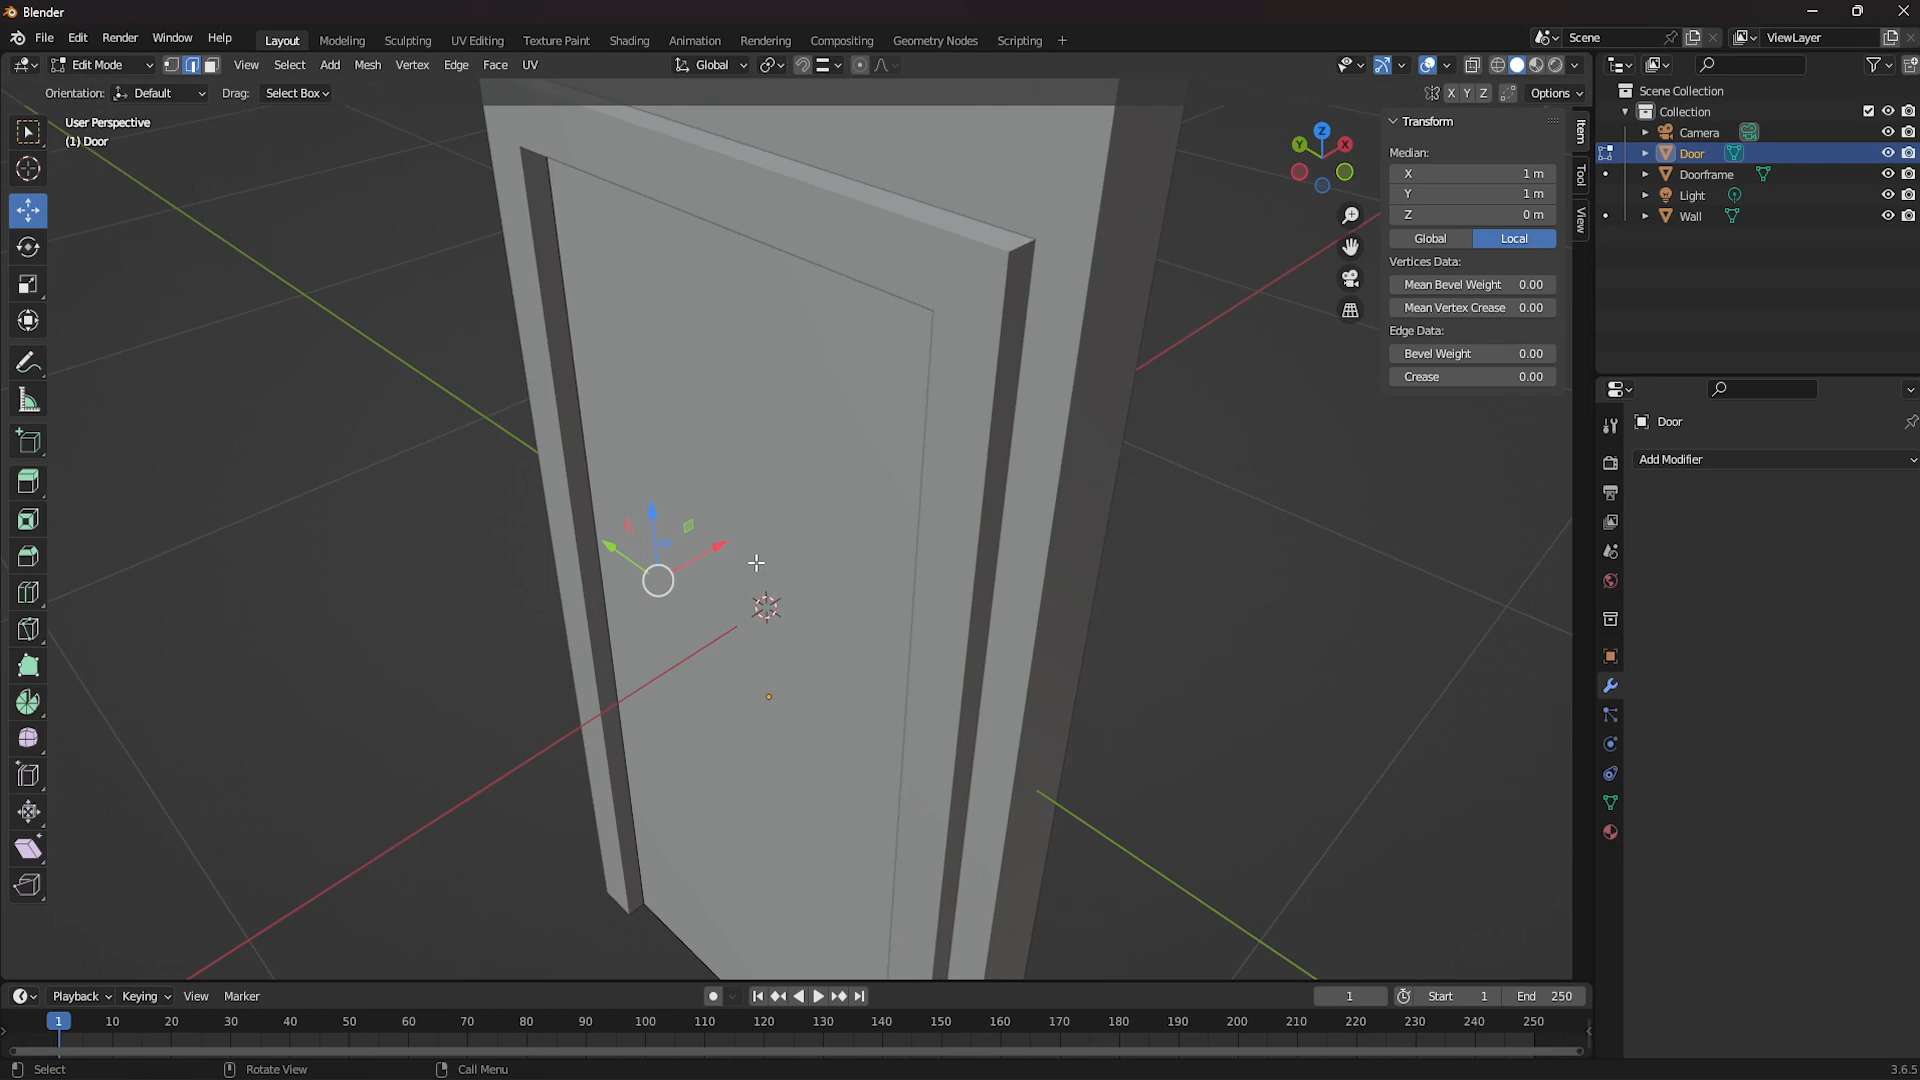 Blender
File Edit Render Window Help Layout Modeling Sculpting UV Editing Texture Paint Shading Animation Rendering Compositing Geometry Nodes Scripting + Scene ViewLayer
Edit Mode View Select Add Mesh Vertex Edge Face UV Global
Orientation: Default Drag: Select Box X Y Z Options
User Perspective
(1) Door
Z
Y X
Transform
Median:
X 1 m
Y 1 m
Z 0 m
Global Local
Vertices Data:
Mean Bevel Weight 0.00
Mean Vertex Crease 0.00
Edge Data:
Bevel Weight 0.00
Crease 0.00
Item
Tool
View
Scene Collection
Collection
Camera
Door
Doorframe
Light
Wall
Door
Add Modifier
Playback Keying View Marker 1 Start 1 End 250
1 10 20 30 40 50 60 70 80 90 100 110 120 130 140 150 160 170 180 190 200 210 220 230 240 250
Select Rotate View Call Menu 3.6.5